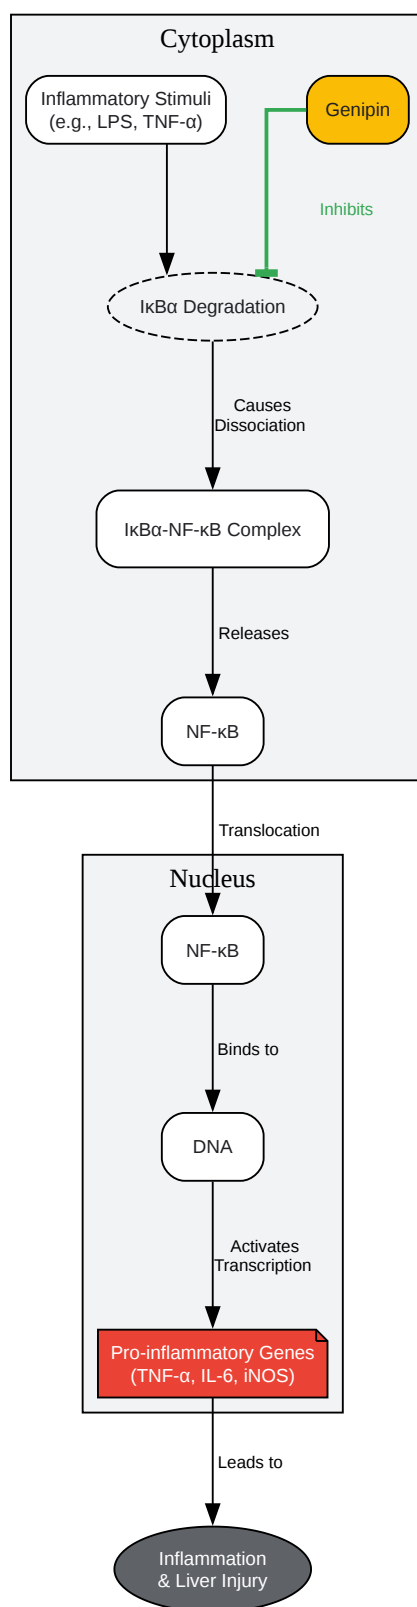 Cytoplasm
Inflammatory Stimuli
(e.g., LPS, TNF-α)
Genipin
Inhibits
IκBα Degradation
Causes
Dissociation
IκBα-NF-κB Complex
Releases
NF-κB
Translocation
Nucleus
NF-κB
Binds to
DNA
Activates
Transcription
Pro-inflammatory Genes
(TNF-α, IL-6, iNOS)
Leads to
Inflammation
& Liver Injury